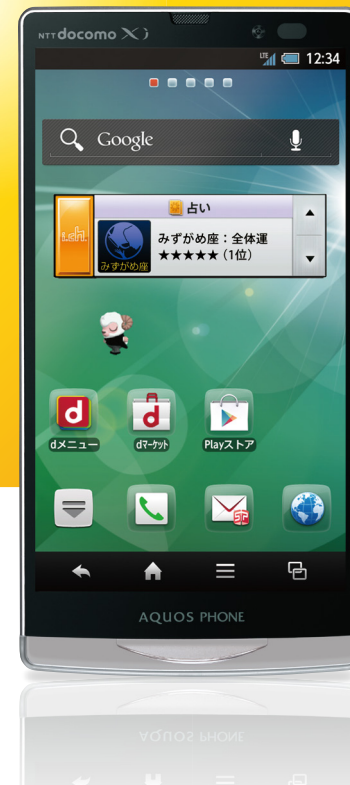 NTT docomo Xi
LTE 12:34
Google
占い
i.ch.
みずがめ座:全体運
★★★★★(1位)
みずがめ座
dメニュー
dマーケット
Playストア
AQUOS PHONE
AQUOS PHONE